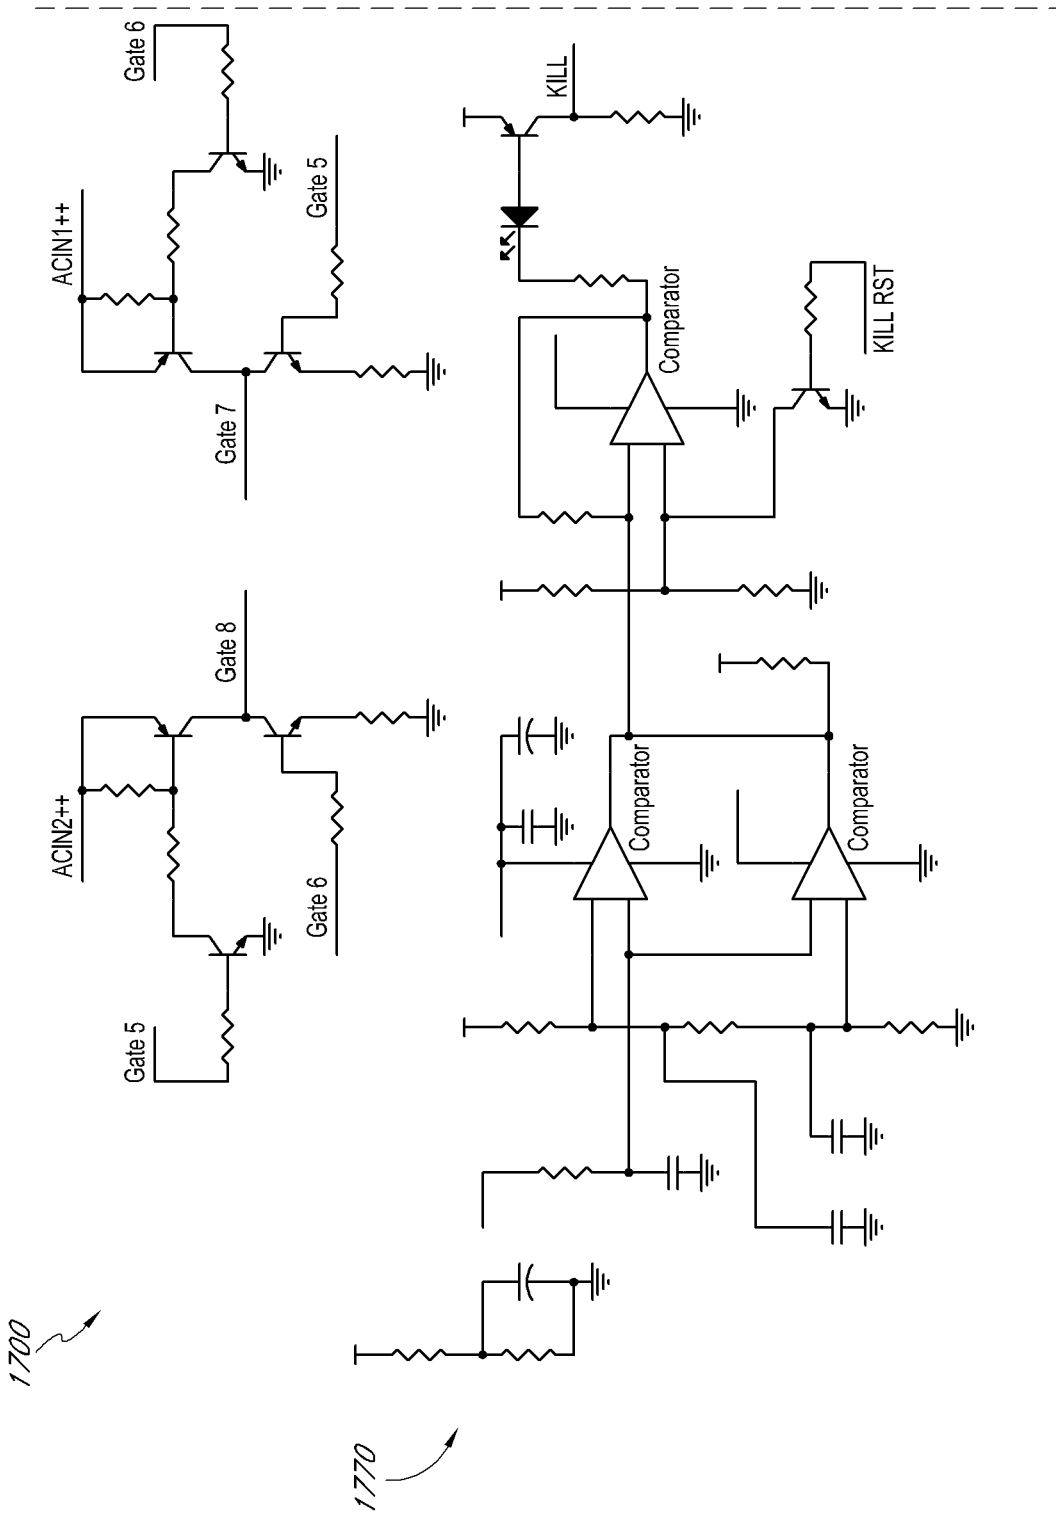 1700
Gate 5
ACIN2++
Gate 6
Gate 8
Gate 7
ACIN1++
Gate 5
Gate 6
1770
Comparator
Comparator
Comparator
KILL
KILL RST